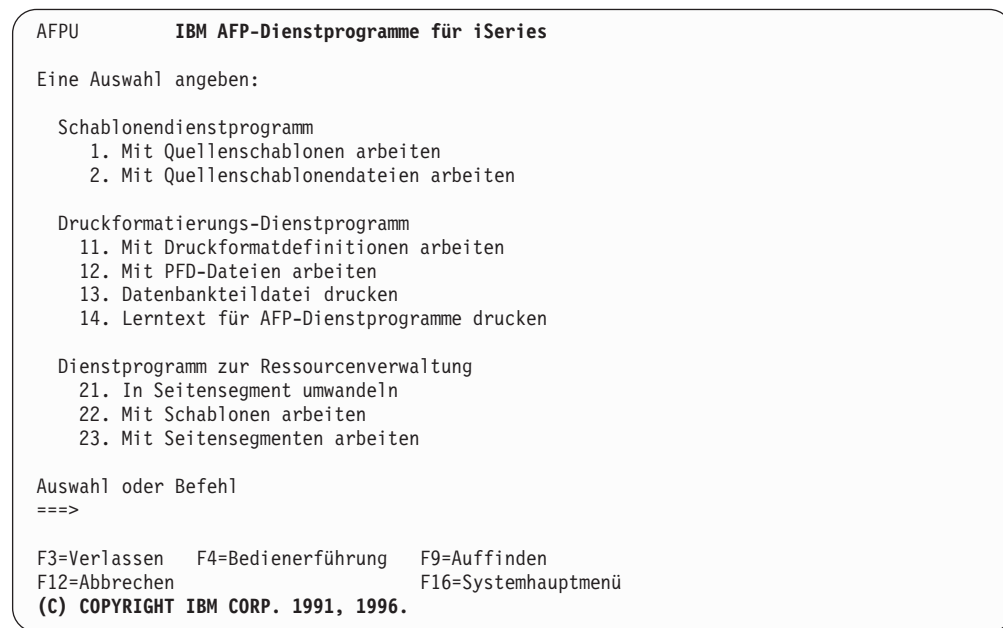 AFPU IBM AFP-Dienstprogramme für iSeries
Eine Auswahl angeben:
Schablonendienstprogramm
1. Mit Quellenschablonen arbeiten
2. Mit Quellenschablonendateien arbeiten
Druckformatierungs-Dienstprogramm
11. Mit Druckformatdefinitionen arbeiten
12. Mit PFD-Dateien arbeiten
13. Datenbankteildatei drucken
14. Lerntext für AFP-Dienstprogramme drucken
Dienstprogramm zur Ressourcenverwaltung
21. In Seitensegment umwandeln
22. Mit Schablonen arbeiten
23. Mit Seitensegmenten arbeiten
Auswahl oder Befehl
===>
F3=Verlassen F4=Bedienerführung F9=Auffinden
F12=Abbrechen F16=Systemhauptmenü
(C) COPYRIGHT IBM CORP. 1991, 1996.